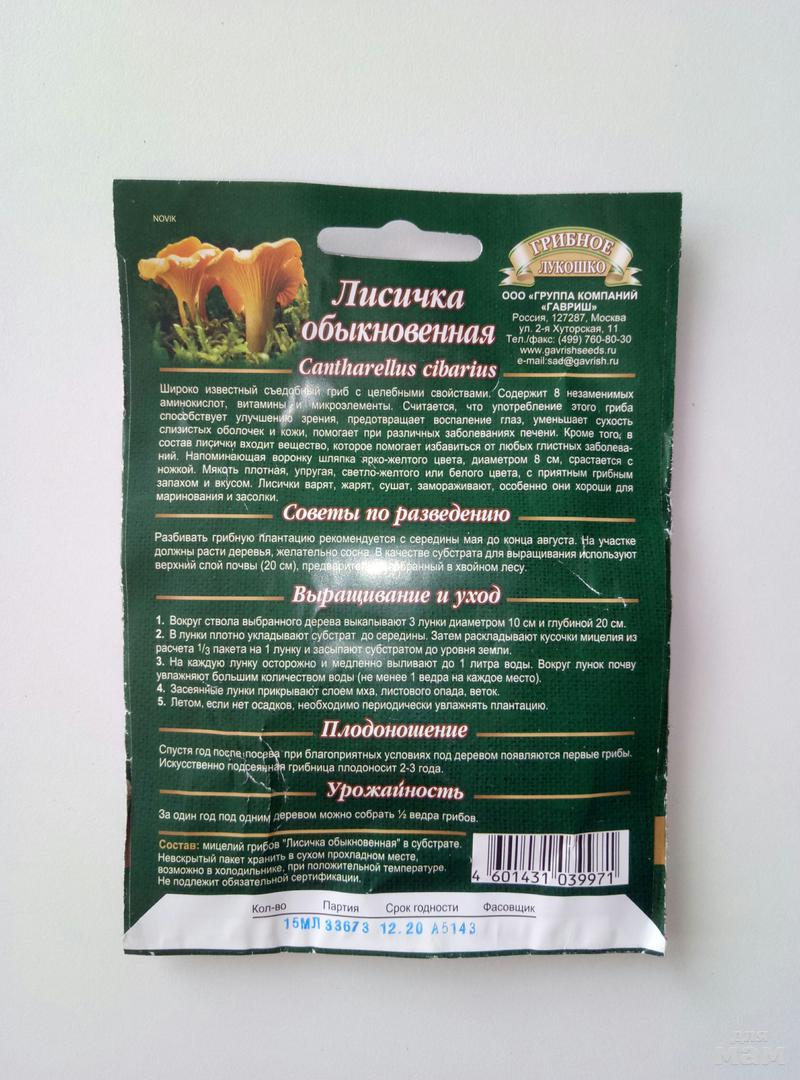 NOVIK
ГРИБНОЕ
ЛУКОШКО
Лисичка
обыкновенная
Cantharellus cibarius
ООО «ГРУППА КОМПАНИЙ
«ГАВРИШ»
Россия, 127287, Москва
ул. 2-я Хуторская, 11
Тел./факс: (499) 760-80-30
www.gavrishseeds.ru
e-mail:sad@gavrish.ru
Широко известный съедобный гриб с целебными свойствами. Содержит 8 незаменимых
аминокислот, витамины и микроэлементы. Считается, что употребление этого гриба
способствует улучшению зрения, предотвращает воспаление глаз, уменьшает сухость
слизистых оболочек и кожи, помогает при различных заболеваниях печени. Кроме того, в
состав лисички входит вещество, которое помогает избавиться от любых глистных заболева-
ний. Напоминающая воронку шляпка ярко-желтого цвета, диаметром 8 см, срастается с
ножкой. Мякоть плотная, упругая, светло-желтого или белого цвета, с приятным грибным
запахом и вкусом. Лисички варят, жарят, сушат, замораживают, особенно они хороши для
маринования и засолки.
Советы по разведению
Разбивать грибную плантацию рекомендуется с середины мая до конца августа. На участке
должны расти деревья, желательно сосна. В качестве субстрата для выращивания используют
верхний слой почвы (20 см), предварительно собранный в хвойном лесу.
Выращивание и уход
1. Вокруг ствола выбранного дерева выкапывают 3 лунки диаметром 10 см и глубиной 20 см.
2. В лунки плотно укладывают субстрат до середины. Затем раскладывают кусочки мицелия из
расчета 1/3 пакета на 1 лунку и засыпают субстратом до уровня земли.
3. На каждую лунку осторожно и медленно выливают до 1 литра воды. Вокруг лунок почву
увлажняют большим количеством воды (не менее 1 ведра на каждое место).
4. Засеянные лунки прикрывают слоем мха, листового опада, веток.
5. Летом, если нет осадков, необходимо периодически увлажнять плантацию.
Плодоношение
Спустя год после посева при благоприятных условиях под деревом появляются первые грибы.
Искусственно подсеянная грибница плодоносит 2-3 года.
Урожайность
За один год под одним деревом можно собрать ½ ведра грибов.
Состав: мицелий грибов "Лисичка обыкновенная" в субстрате.
Невскрытый пакет хранить в сухом прохладном месте,
возможно в холодильнике, при положительной температуре.
Не подлежит обязательной сертификации.
4 601431 039971
Кол-во Партия Срок годности Фасовщик
15МЛ 33673 12.20 А5143
для
мам